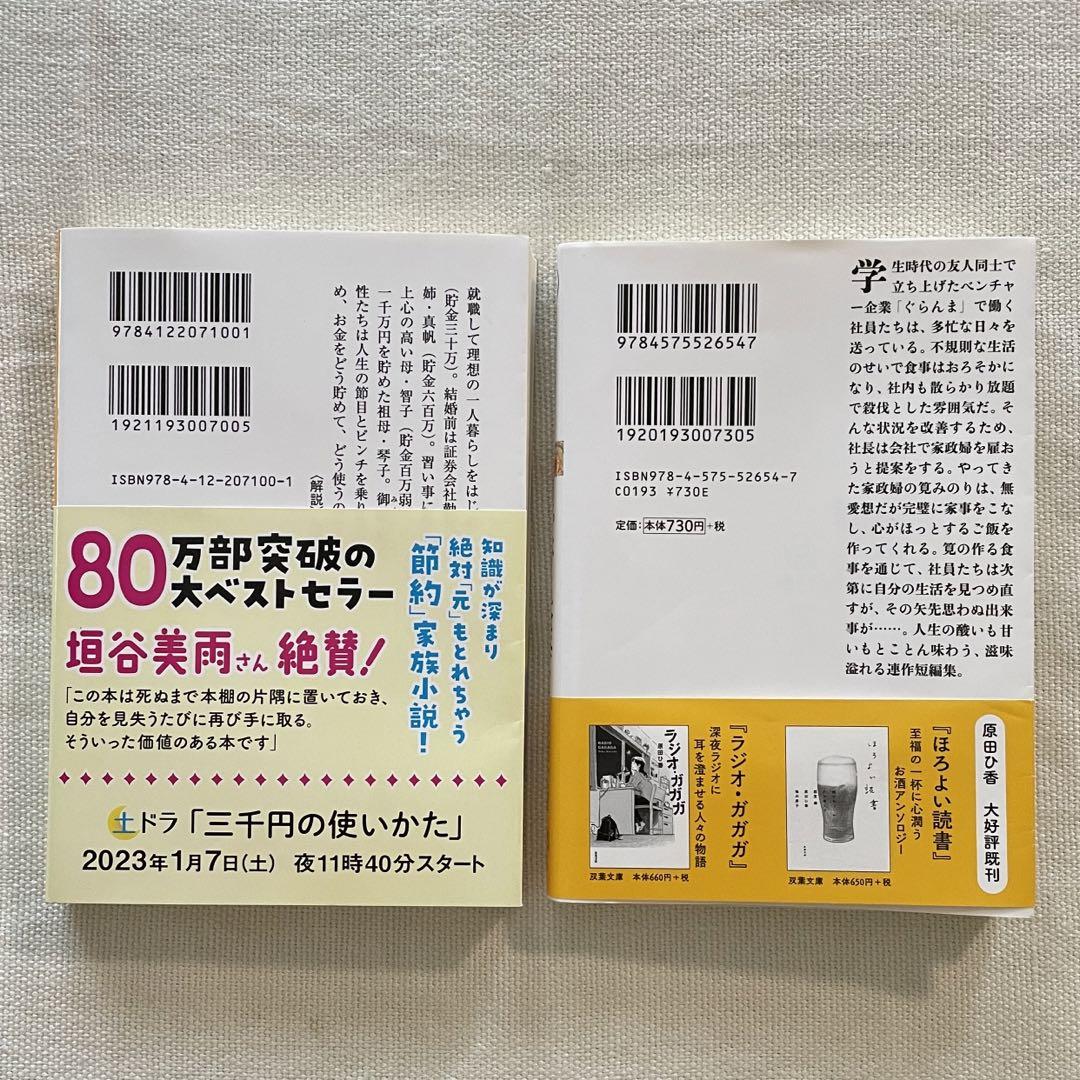 9784122071001
1921193007005
ISBN978-4-12-207100-1
就職して理想の一人暮らしをはじ
(貯金三十万)。結婚前は証券会社勤
姉・真帆(貯金六百万)。習い事に
上心の高い母・智子(貯金百万弱
一千万円を貯めた祖母・琴子。御
性たちは人生の節目とピンチを乗り
め、お金をどう貯めて、どう使うの
〈解説
知識が深まり
絶対「元」もとれちゃう
「節約」家族小説!
80万部突破の
大ベストセラー
垣谷美雨さん絶賛!
「この本は死ぬまで本棚の片隅に置いておき、
自分を見失うたびに再び手に取る。
そういった価値のある本です」
土ドラ「三千円の使いかた」
2023年1月7日(土) 夜11時40分スタート
9784575526547
1920193007305
ISBN978-4-575-52654-7
C0193 ¥730E
定価:本体730円+税
学生時代の友人同士で
立ち上げたベンチャ
ー企業「ぐらんま」で働く
社員たちは、多忙な日々を
送っている。不規則な生活
のせいで食事はおろそかに
なり、社内も散らかり放題
で殺伐とした雰囲気だ。そ
んな状況を改善するため、
社長は会社で家政婦を雇お
うと提案をする。やってき
た家政婦の筧みのりは、無
愛想だが完璧に家事をこな
し、心がほっとするご飯を
作ってくれる。筧の作る食
事を通じて、社員たちは次
第に自分の生活を見つめ直
すが、その矢先思わぬ出来
事が……。人生の酸いも甘
いもとことん味わう、滋味
溢れる連作短編集。
原田ひ香 大好評既刊
『ほろよい読書』
至福の一杯に心潤う
お酒アンソロジー
ほろよい読書
双葉文庫 本体650円+税
『ラジオ・ガガガ』
深夜ラジオに
耳を澄ませる人々の物語
ラジオ・ガガガ
原田ひ香
双葉文庫 本体660円+税